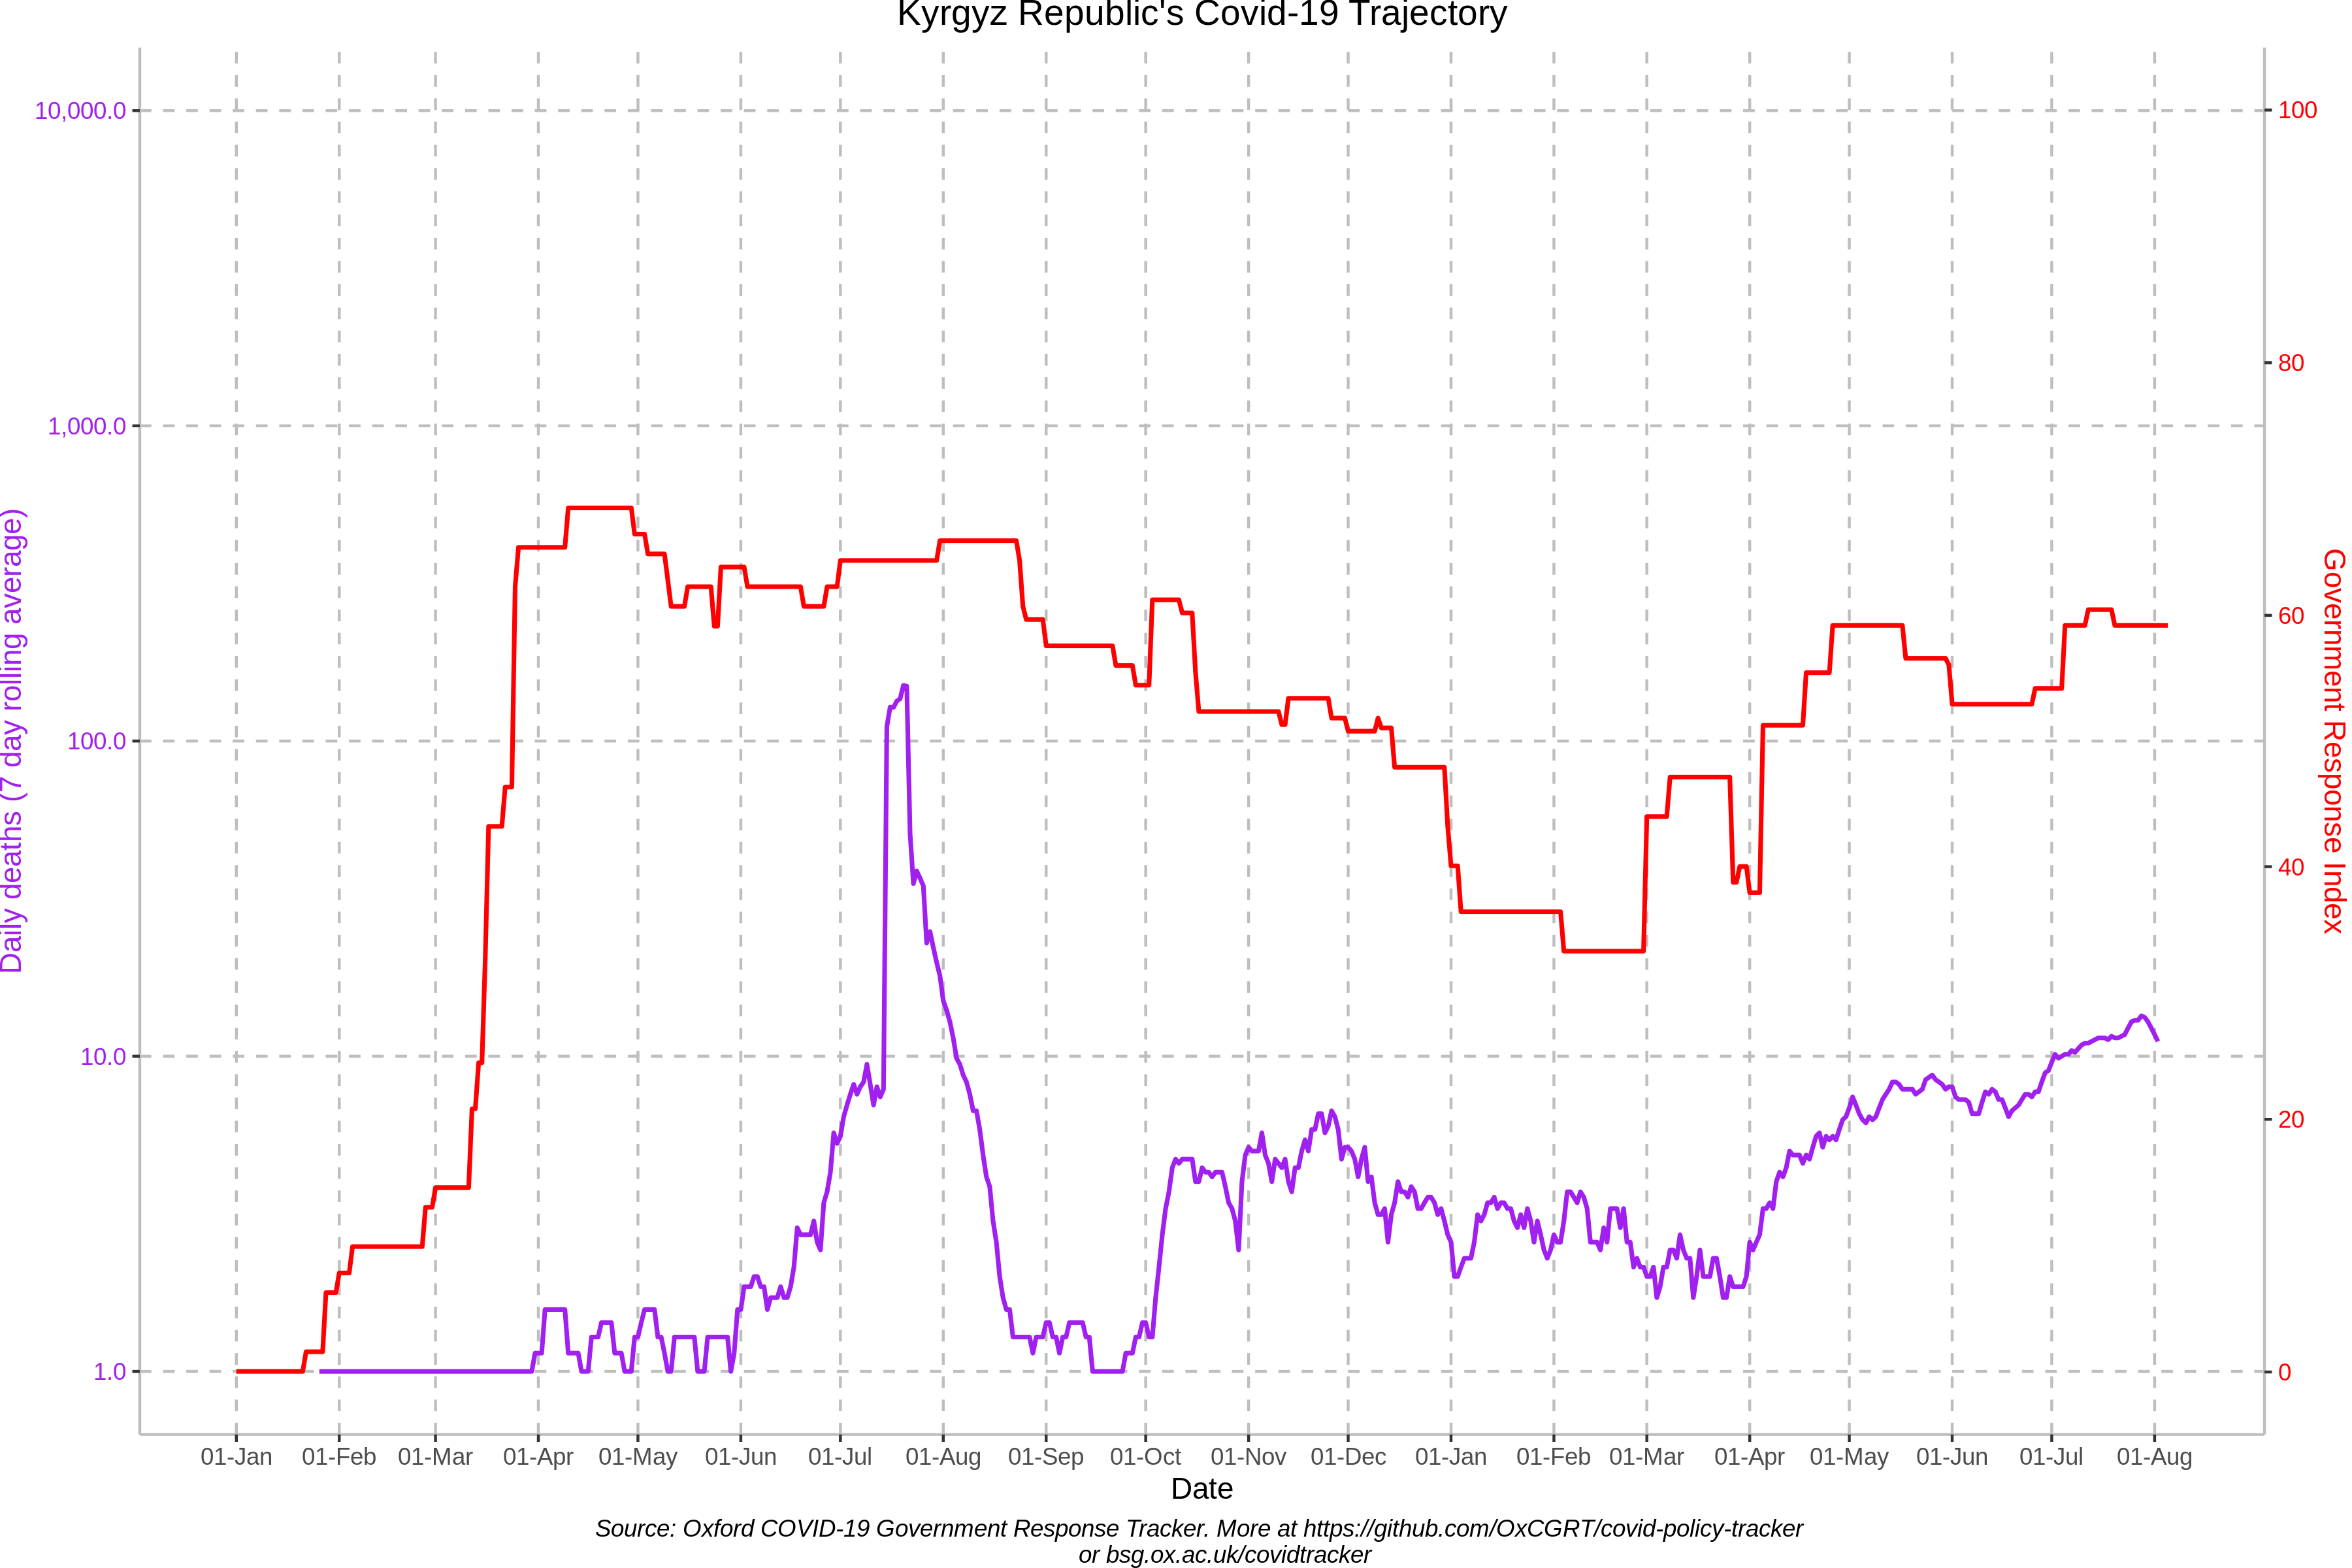 Kyrgyz Republic's Covid-19 Trajectory
10,000.0
1,000.0
100.0
10.0
1.0
Daily deaths (7 day rolling average)
100
80
60
40
20
0
Government Response Index
01-Jan 01-Feb 01-Mar 01-Apr 01-May 01-Jun 01-Jul 01-Aug 01-Sep 01-Oct 01-Nov 01-Dec 01-Jan 01-Feb 01-Mar 01-Apr 01-May 01-Jun 01-Jul 01-Aug
Date
Source: Oxford COVID-19 Government Response Tracker. More at https://github.com/OxCGRT/covid-policy-tracker
or bsg.ox.ac.uk/covidtracker